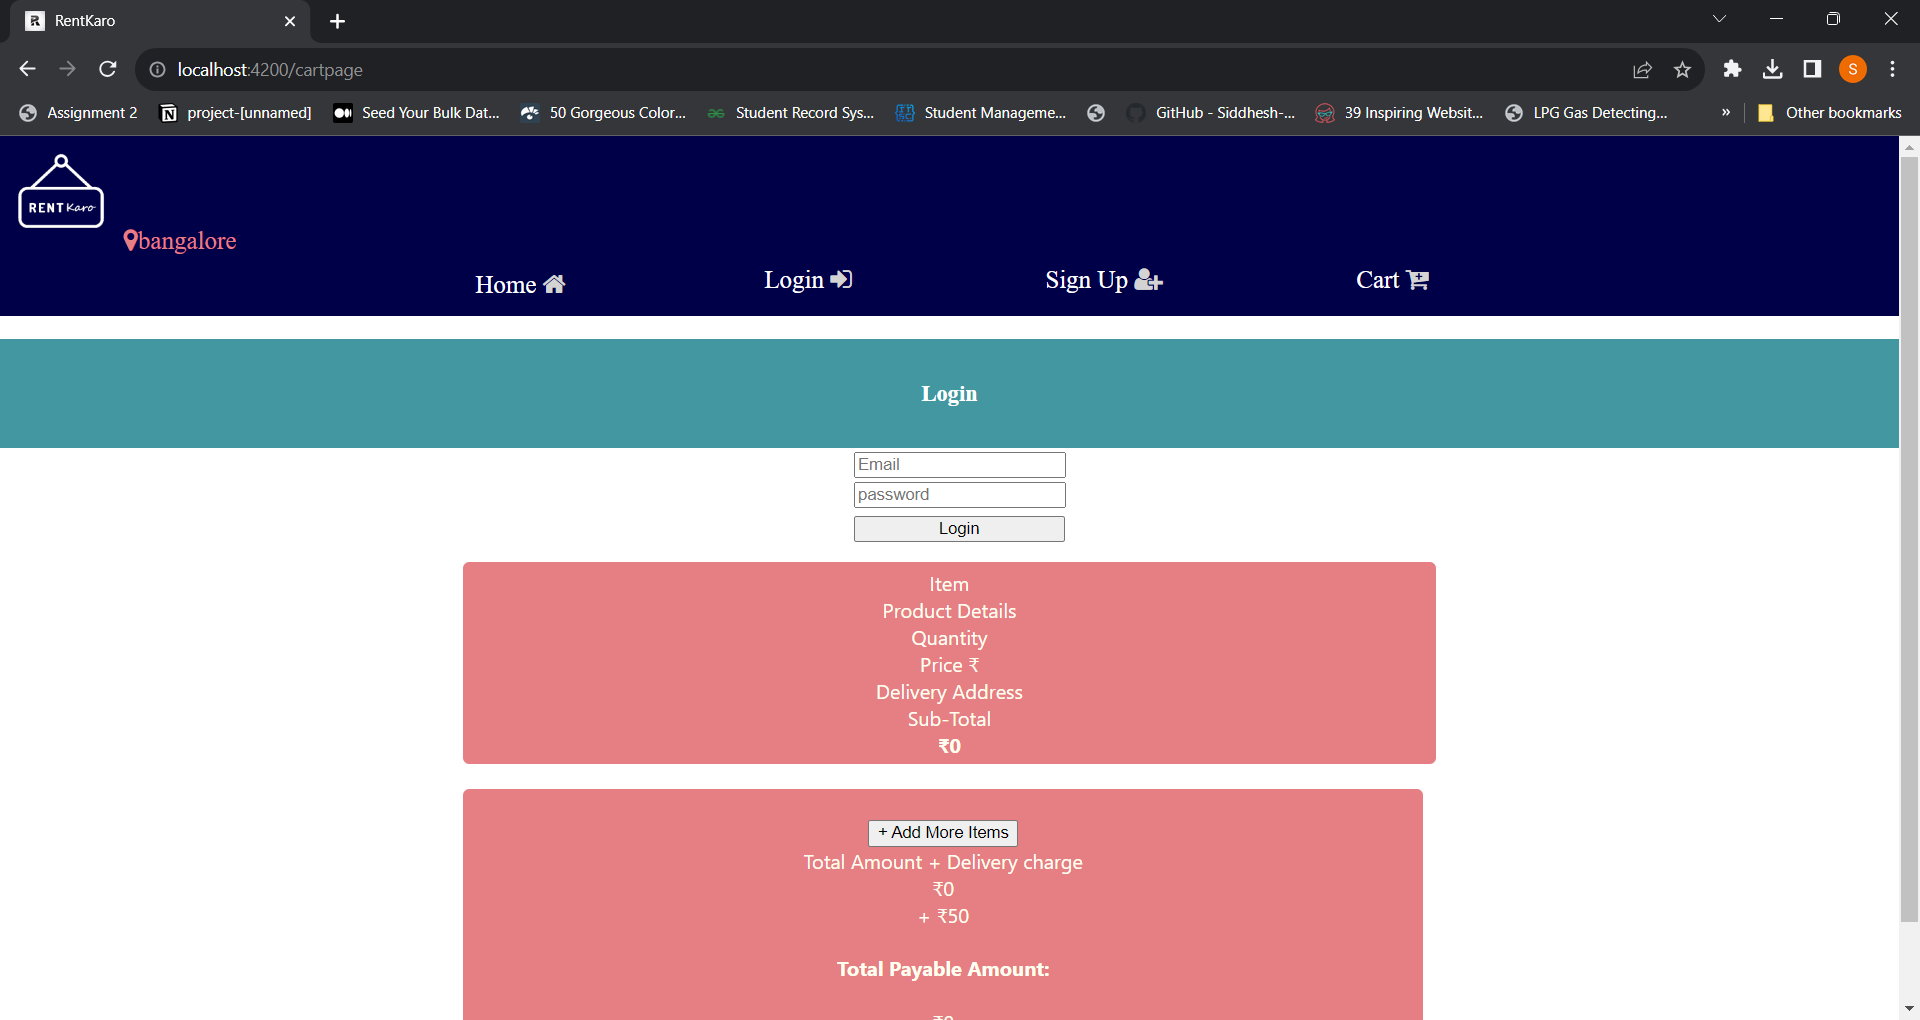 RentKaro
localhost:4200/cartpage
S
Assignment 2 project-[unnamed] Seed Your Bulk Dat... 50 Gorgeous Color... Student Record Sys... Student Manageme... GitHub - Siddhesh-... 39 Inspiring Websit... LPG Gas Detecting... » Other bookmarks
RENT Karo
bangalore
Home Login Sign Up Cart
Login
Email
password
Login
Item
Product Details
Quantity
Price ₹
Delivery Address
Sub-Total
₹0
+ Add More Items
Total Amount + Delivery charge
₹0
+ ₹50
Total Payable Amount: